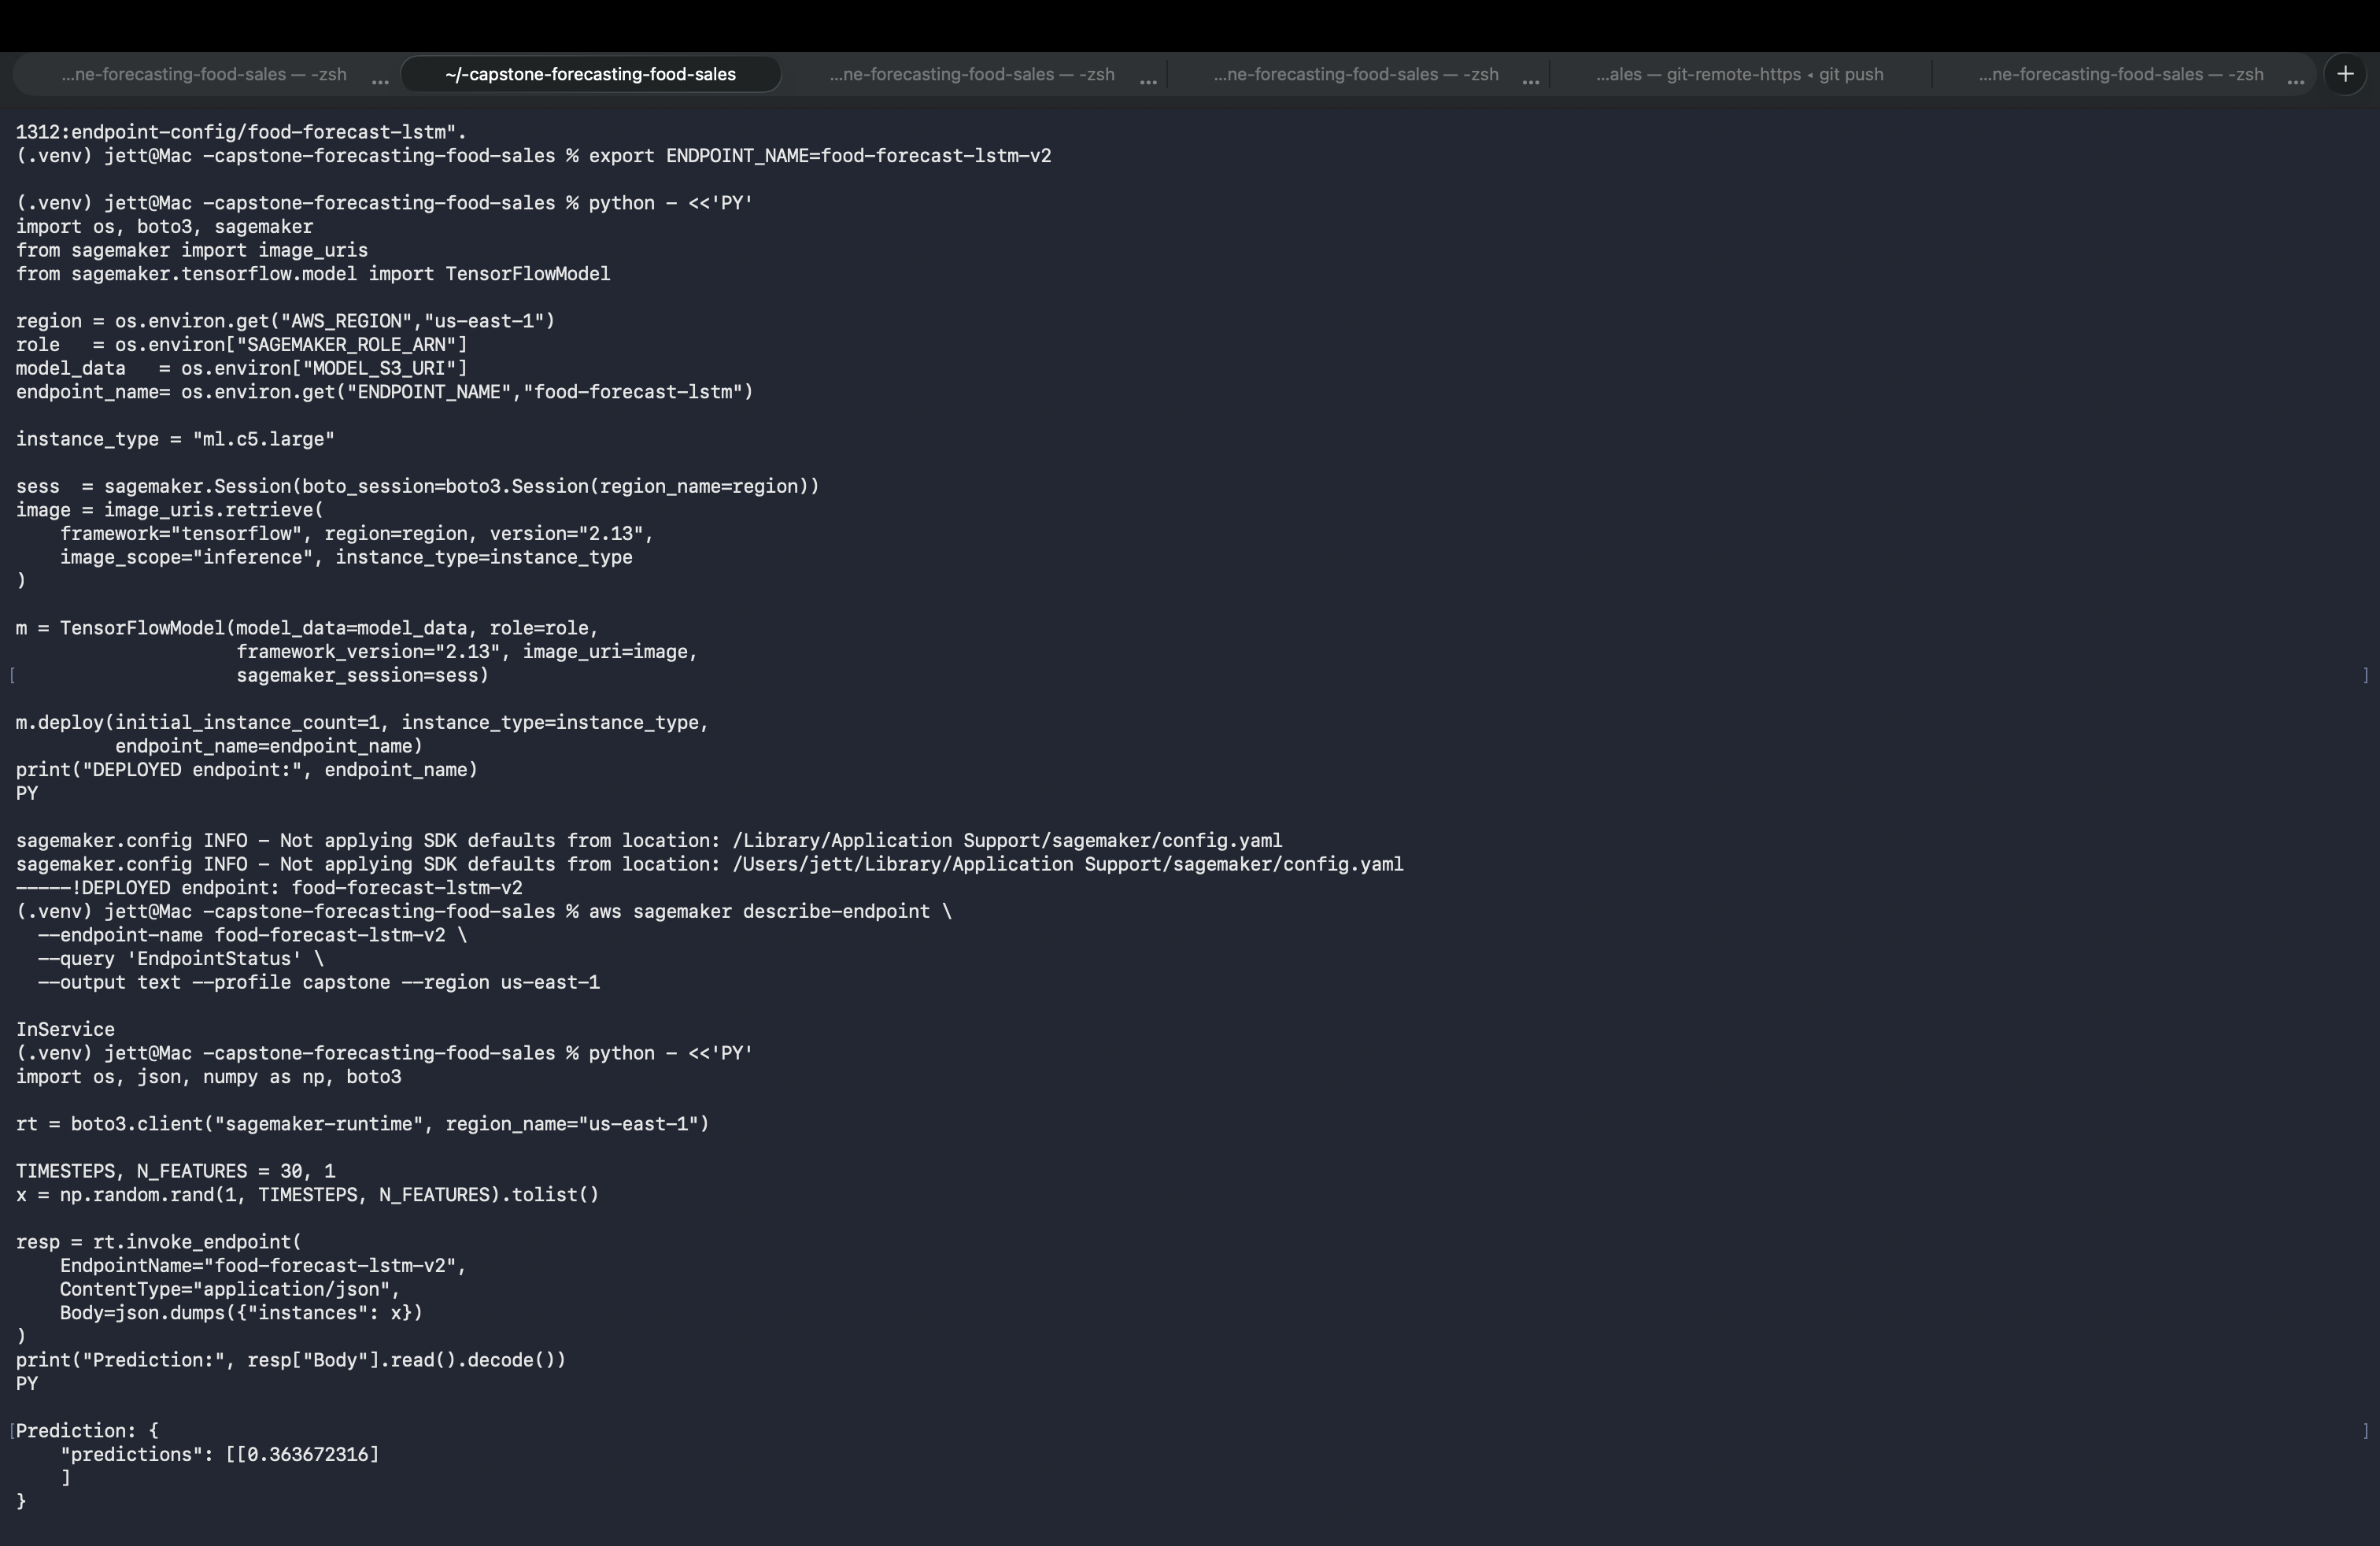 ...ne-forecasting-food-sales — -zsh ... ~/-capstone-forecasting-food-sales ...ne-forecasting-food-sales — -zsh ... ...ne-forecasting-food-sales — -zsh ... ...ales — git-remote-https ◂ git push ...ne-forecasting-food-sales — -zsh ... +
1312:endpoint-config/food-forecast-lstm".
(.venv) jett@Mac -capstone-forecasting-food-sales % export ENDPOINT_NAME=food-forecast-lstm-v2
(.venv) jett@Mac -capstone-forecasting-food-sales % python - <<'PY'
import os, boto3, sagemaker
from sagemaker import image_uris
from sagemaker.tensorflow.model import TensorFlowModel
region = os.environ.get("AWS_REGION","us-east-1")
role   = os.environ["SAGEMAKER_ROLE_ARN"]
model_data   = os.environ["MODEL_S3_URI"]
endpoint_name= os.environ.get("ENDPOINT_NAME","food-forecast-lstm")
instance_type = "ml.c5.large"
sess  = sagemaker.Session(boto_session=boto3.Session(region_name=region))
image = image_uris.retrieve(
    framework="tensorflow", region=region, version="2.13",
    image_scope="inference", instance_type=instance_type
)
m = TensorFlowModel(model_data=model_data, role=role,
                    framework_version="2.13", image_uri=image,
[                    sagemaker_session=sess) ]
m.deploy(initial_instance_count=1, instance_type=instance_type,
         endpoint_name=endpoint_name)
print("DEPLOYED endpoint:", endpoint_name)
PY
sagemaker.config INFO - Not applying SDK defaults from location: /Library/Application Support/sagemaker/config.yaml
sagemaker.config INFO - Not applying SDK defaults from location: /Users/jett/Library/Application Support/sagemaker/config.yaml
-----!DEPLOYED endpoint: food-forecast-lstm-v2
(.venv) jett@Mac -capstone-forecasting-food-sales % aws sagemaker describe-endpoint \
  --endpoint-name food-forecast-lstm-v2 \
  --query 'EndpointStatus' \
  --output text --profile capstone --region us-east-1
InService
(.venv) jett@Mac -capstone-forecasting-food-sales % python - <<'PY'
import os, json, numpy as np, boto3
rt = boto3.client("sagemaker-runtime", region_name="us-east-1")
TIMESTEPS, N_FEATURES = 30, 1
x = np.random.rand(1, TIMESTEPS, N_FEATURES).tolist()
resp = rt.invoke_endpoint(
    EndpointName="food-forecast-lstm-v2",
    ContentType="application/json",
    Body=json.dumps({"instances": x})
)
print("Prediction:", resp["Body"].read().decode())
PY
[Prediction: { ]
    "predictions": [[0.363672316]
    ]
}